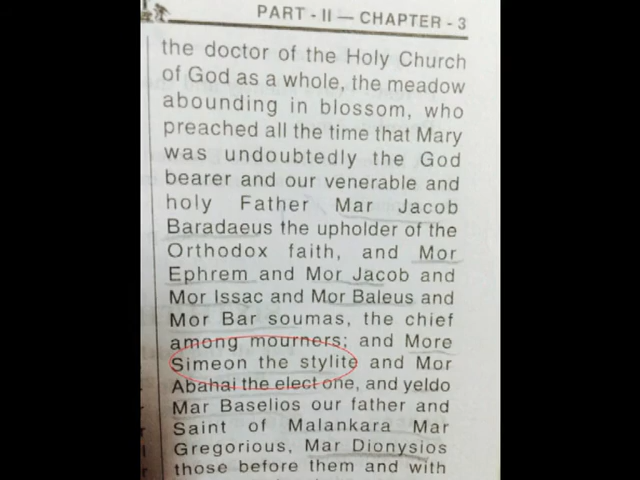 PART - II — CHAPTER - 3
the doctor of the Holy Church
of God as a whole, the meadow
abounding in blossom, who
preached all the time that Mary
was undoubtedly the God
bearer and our venerable and
holy Father Mar Jacob
Baradaeus the upholder of the
Orthodox faith, and Mor
Ephrem and Mor Jacob and
Mor Issac and Mor Baleus and
Mor Bar soumas, the chief
among mourners; and More
Simeon the stylite and Mor
Abahai the elect one, and yeldo
Mar Baselios our father and
Saint of Malankara Mar
Gregorious, Mar Dionysios
those before them and with